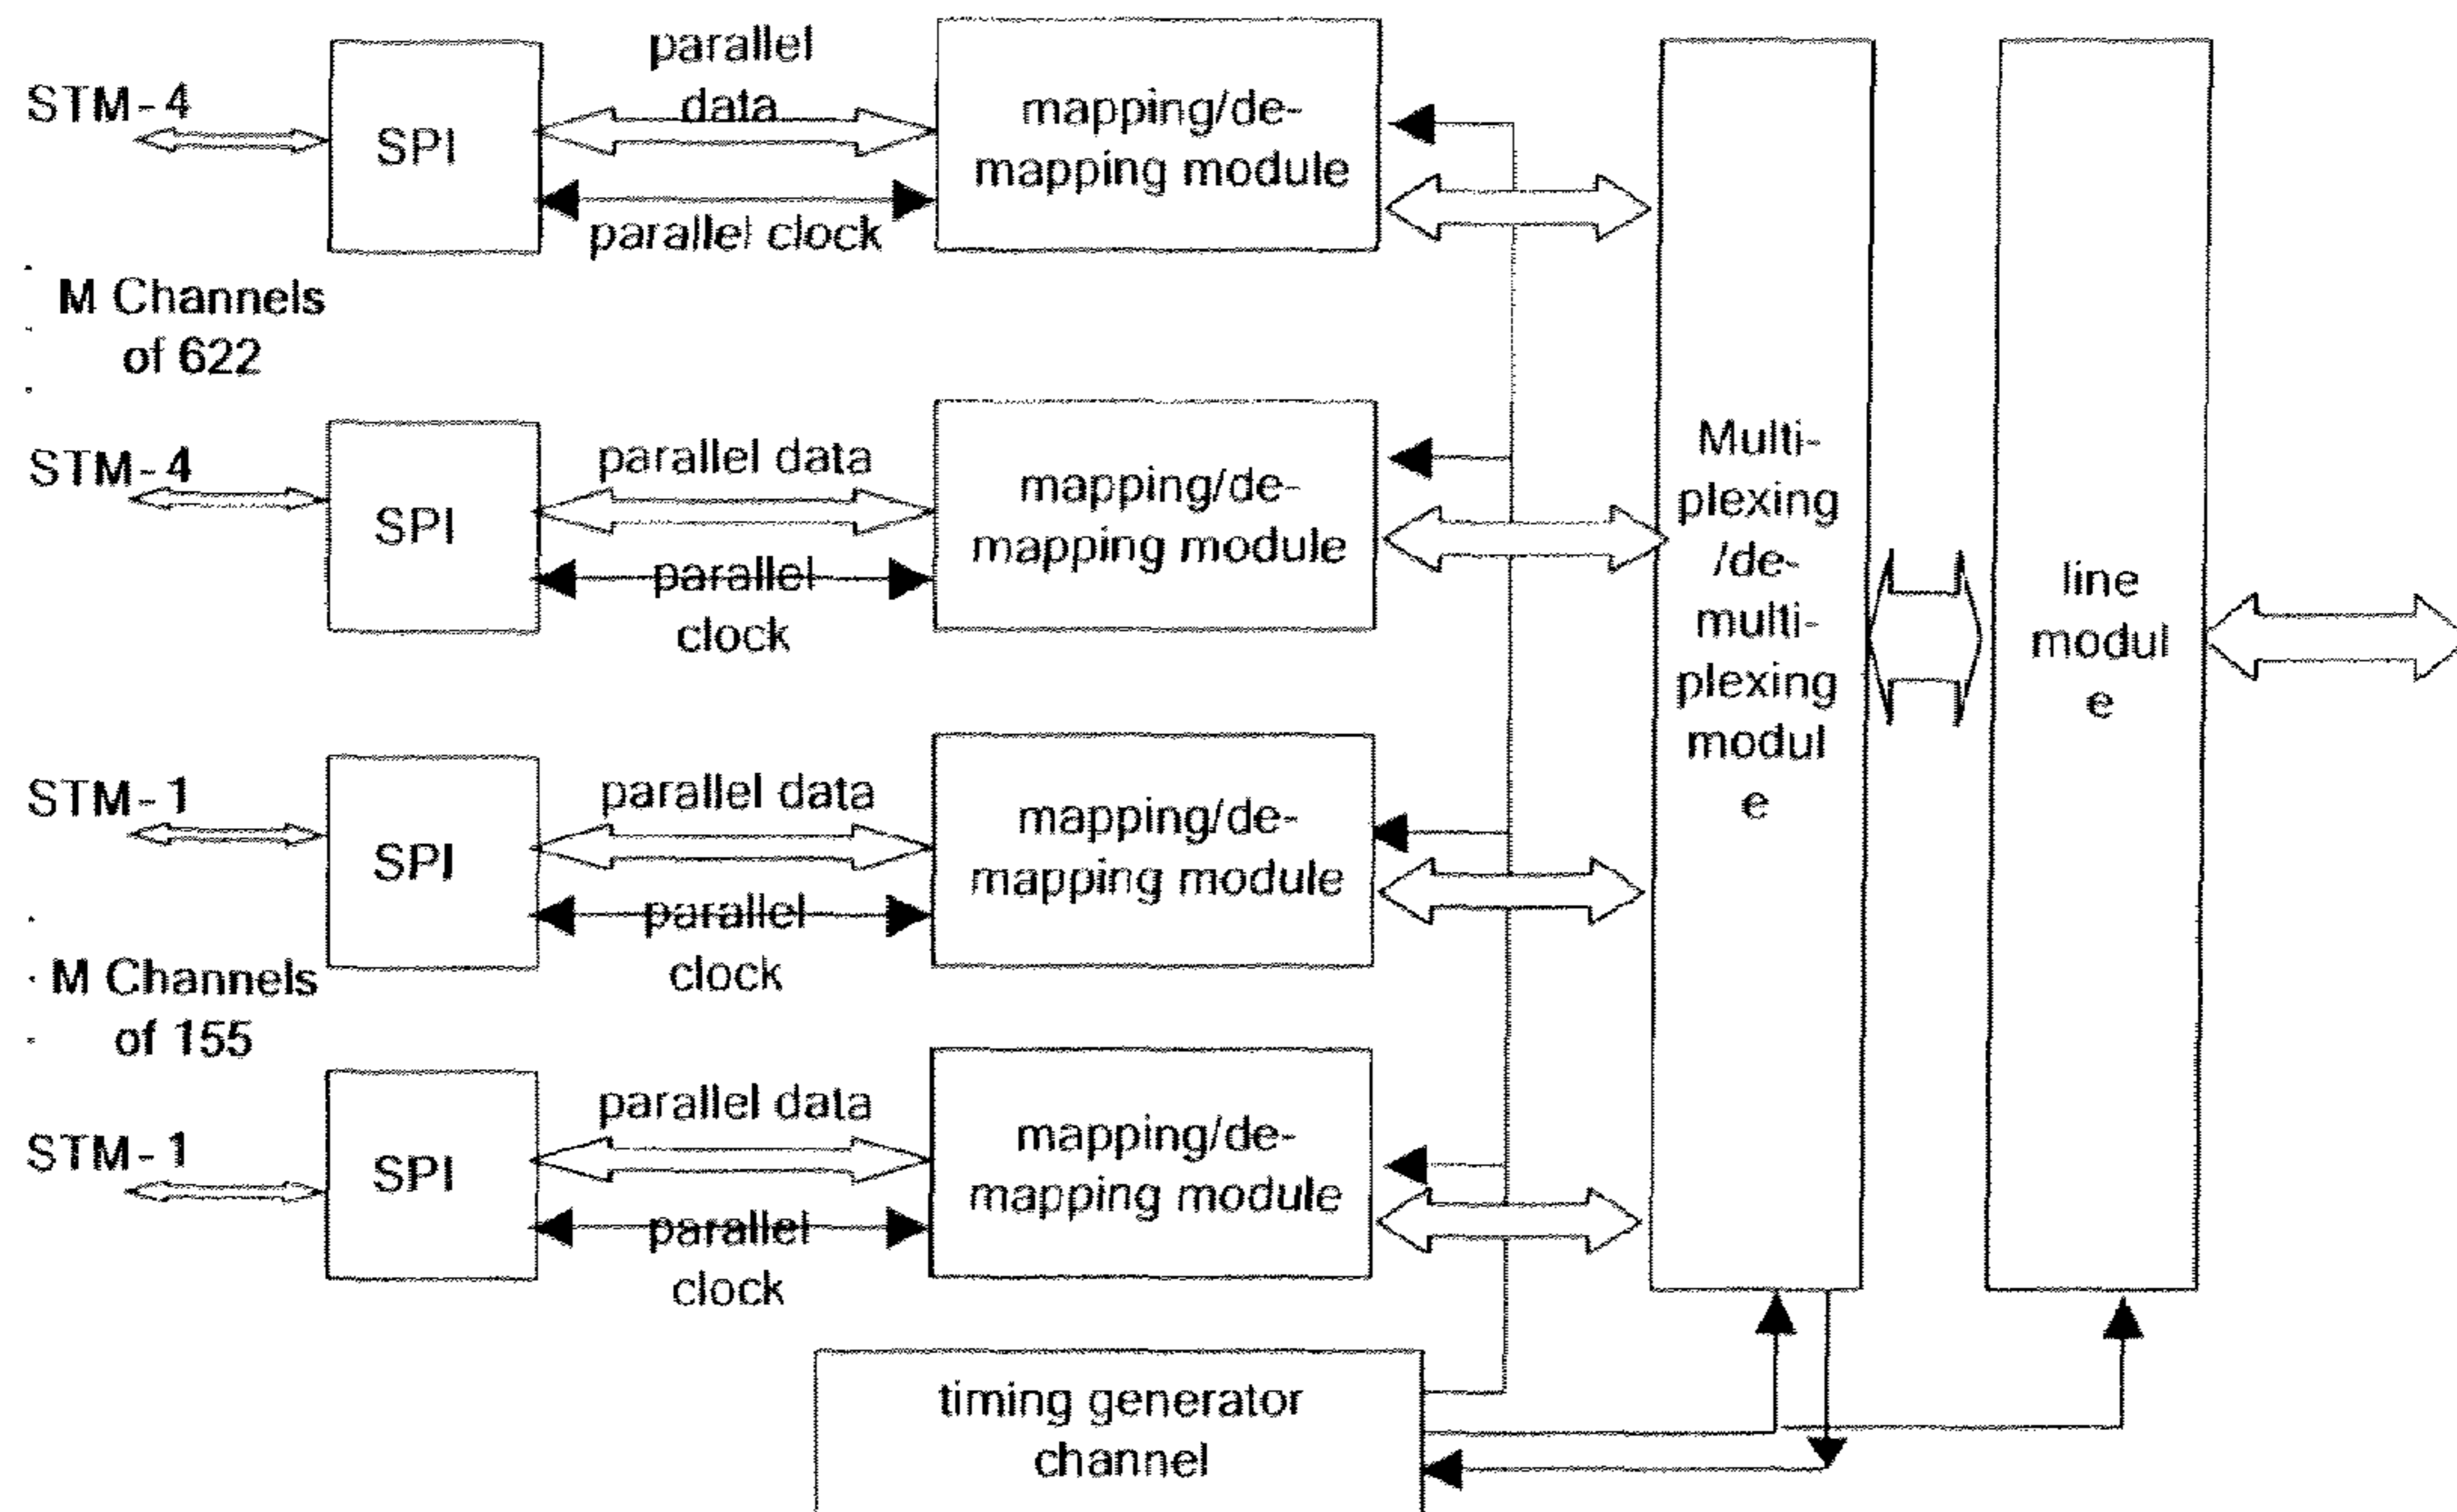 STM-4
SPI
parallel
data
parallel clock
mapping/de-
mapping module
M Channels
of 622
STM-4
SPI
parallel data
parallel
clock
mapping/de-
mapping module
STM-1
SPI
parallel data
parallel
clock
mapping/de-
mapping module
M Channels
of 155
STM-1
SPI
parallel data
parallel
clock
mapping/de-
mapping module
Multi-
plexing
/de-
multi-
plexing
modul
e
line
modul
e
timing generator
channel